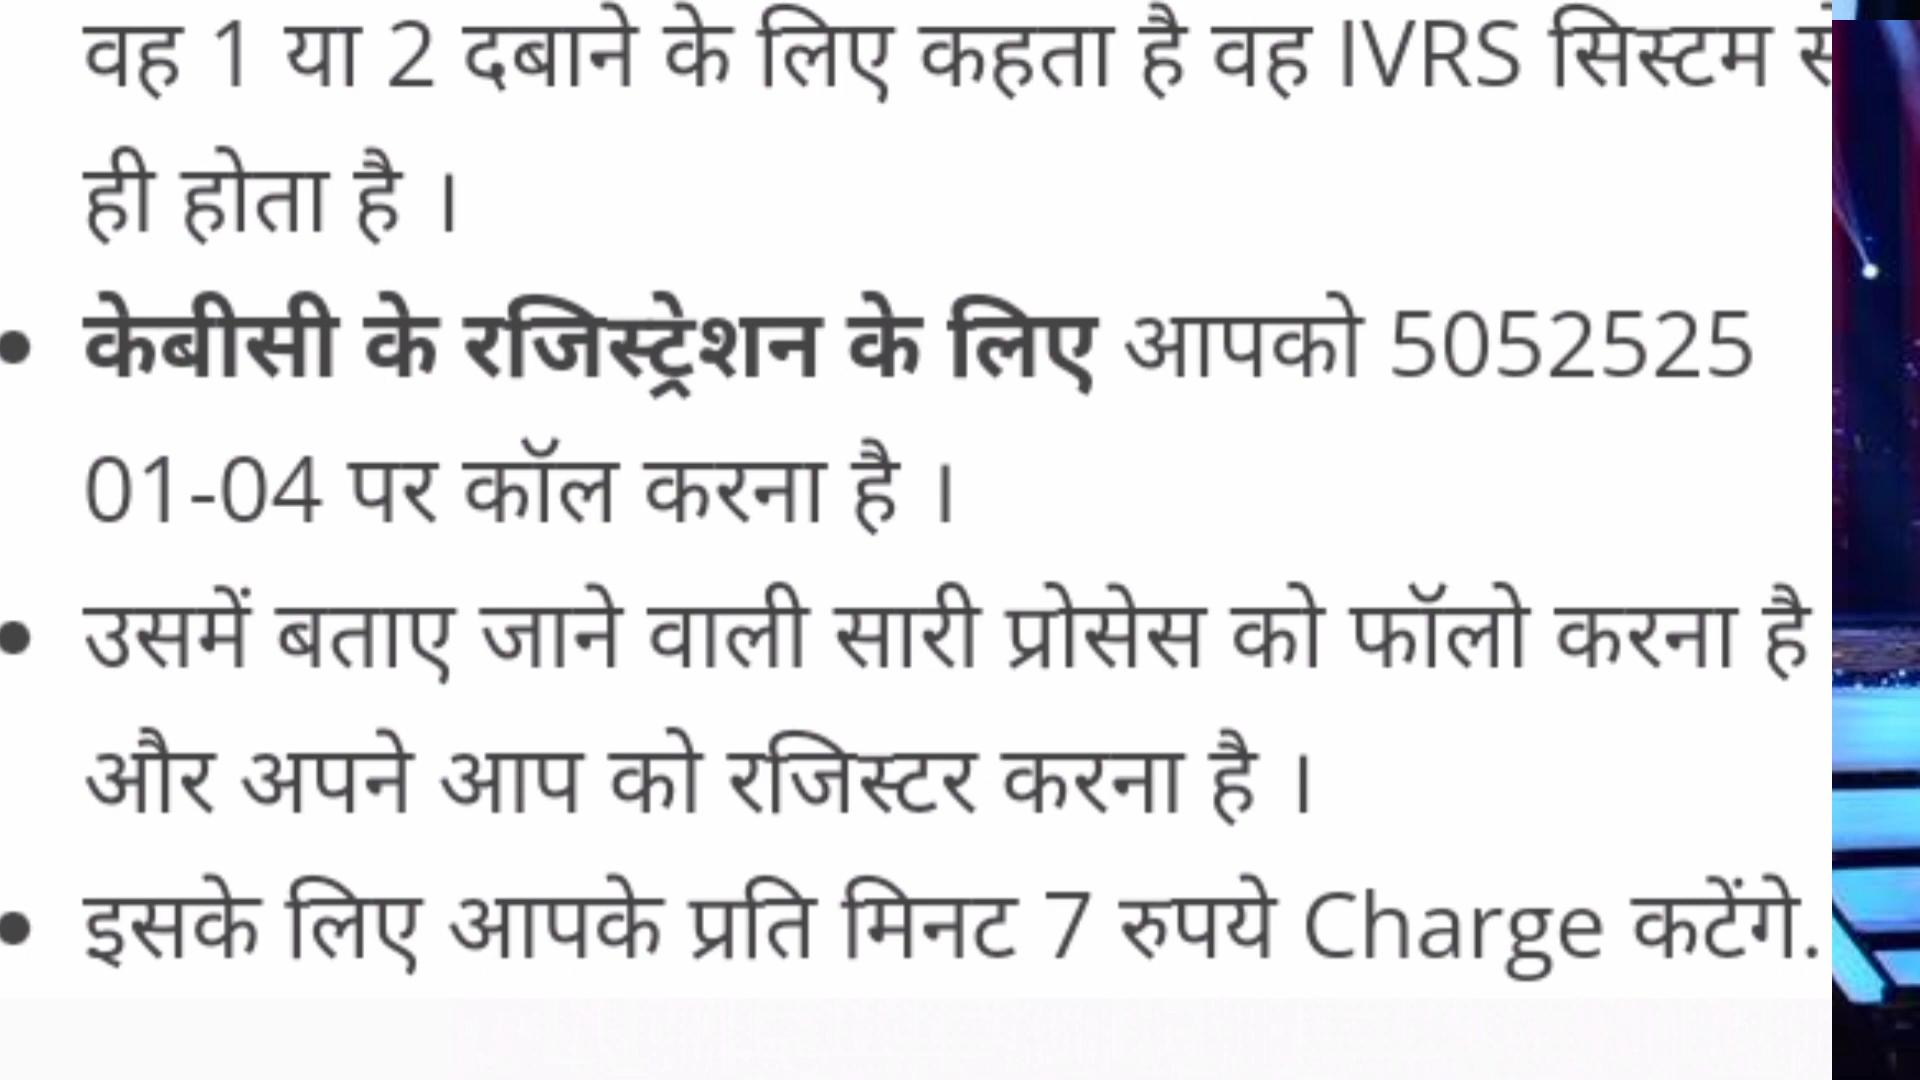 वह 1 या 2 दबाने के लिए कहता है वह IVRS सिस्टम से
ही होता है ।
• केबीसी के रजिस्ट्रेशन के लिए आपको 5052525
01-04 पर कॉल करना है ।
• उसमें बताए जाने वाली सारी प्रोसेस को फॉलो करना है
और अपने आप को रजिस्टर करना है ।
• इसके लिए आपके प्रति मिनट 7 रुपये Charge कटेंगे.